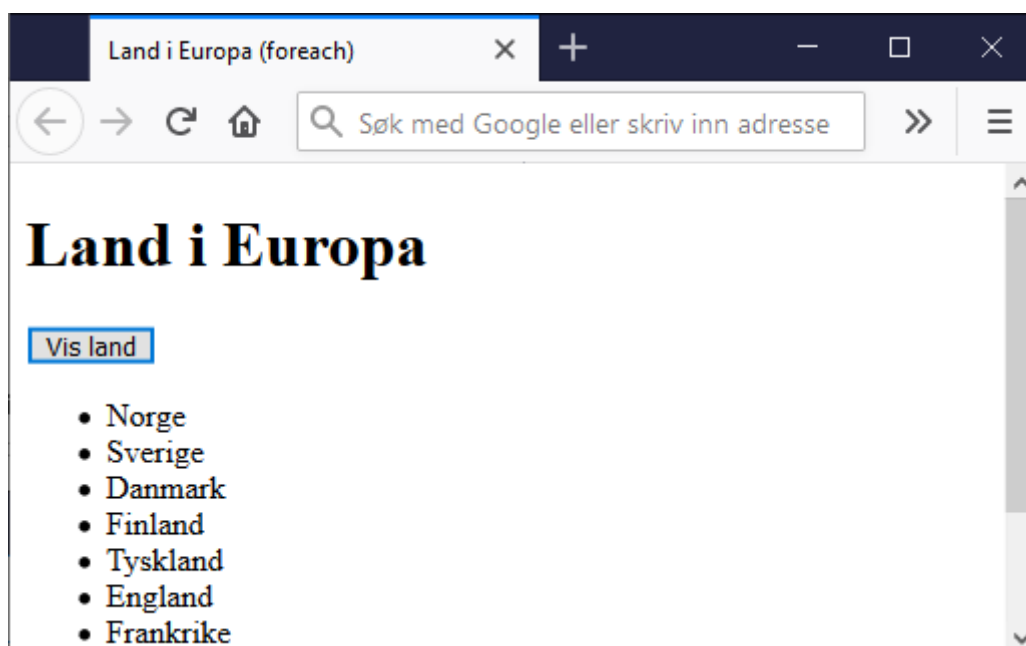 Land i Europa (foreach)
Søk med Google eller skriv inn adresse
Land i Europa
Vis land
Norge
Sverige
Danmark
Finland
Tyskland
England
Frankrike